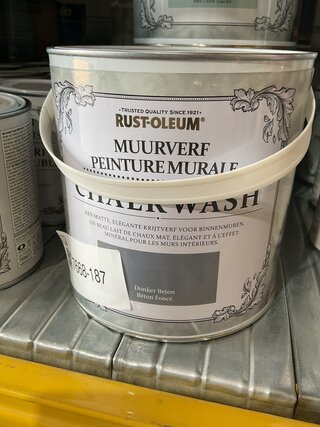 TRUSTED QUALITY SINCE 1921
RUST-OLEUM®
MUURVERF
PEINTURE MURALE
CHALK WASH
EEN MATTE, ELEGANTE KRIJTVERF VOOR BINNENMUREN
UN BEAU LAIT DE CHAUX MAT, ÉLÉGANT ET À L'EFFET
MINÉRAL POUR LES MURS INTÉRIEURS.
Donker Beton
Béton Foncé